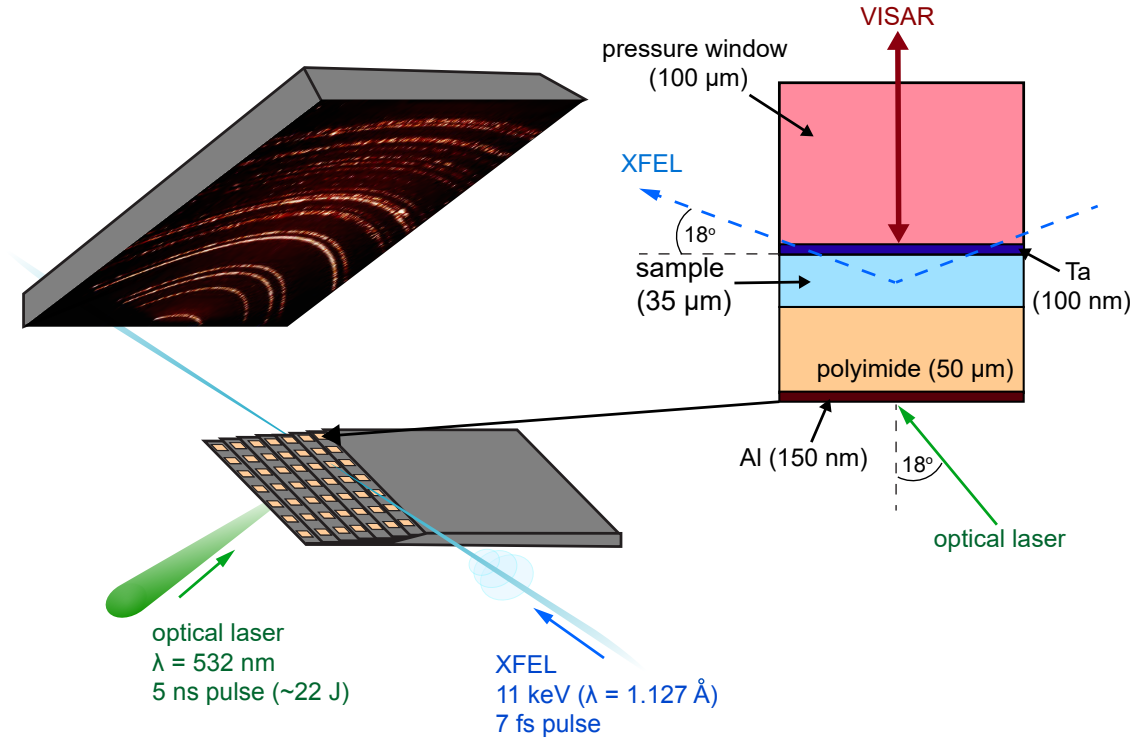 VISAR
pressure window
(100 µm)
XFEL
18°
sample
(35 µm)
Ta
(100 nm)
polyimide (50 µm)
Al (150 nm)
18°
optical laser
optical laser
λ = 532 nm
5 ns pulse (~22 J)
XFEL
11 keV (λ = 1.127 Å)
7 fs pulse